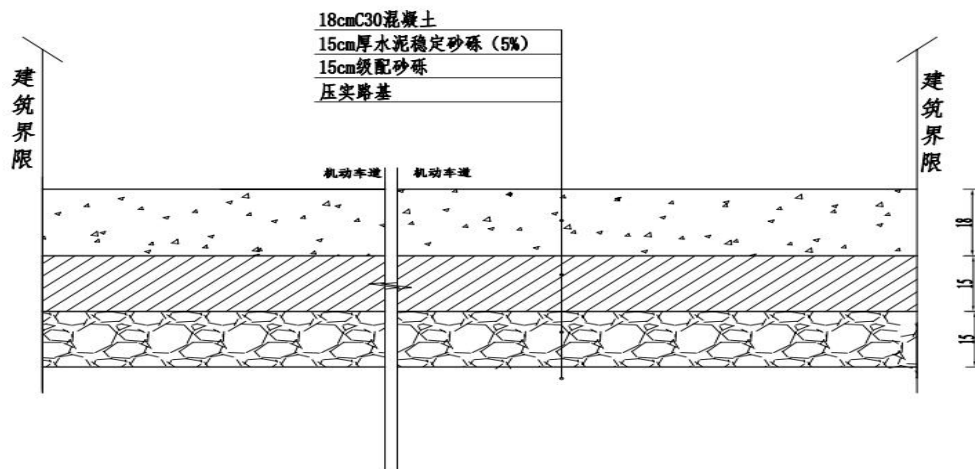 18cmC30混凝土
15cm厚水泥稳定砂砾（5%）
15cm级配砂砾
压实路基
建筑界限
建筑界限
机动车道 机动车道
18
15
15